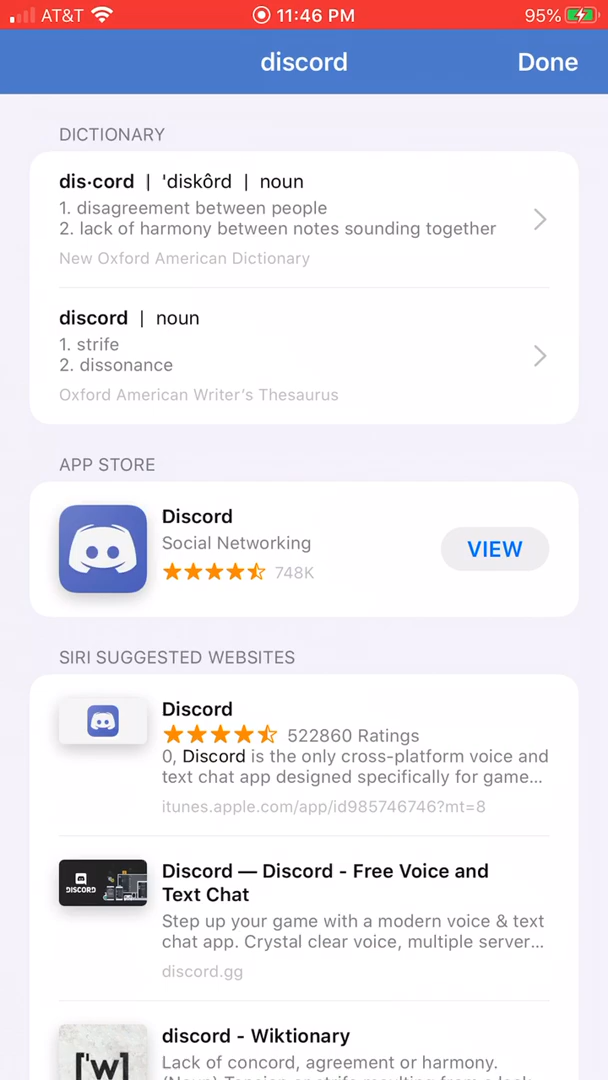 AT&T 11:46 PM 95%
discord Done
DICTIONARY
dis·cord | 'diskôrd | noun
1. disagreement between people
2. lack of harmony between notes sounding together
New Oxford American Dictionary
discord | noun
1. strife
2. dissonance
Oxford American Writer's Thesaurus
APP STORE
Discord
Social Networking
748K
VIEW
SIRI SUGGESTED WEBSITES
Discord
522860 Ratings
0, Discord is the only cross-platform voice and
text chat app designed specifically for game...
itunes.apple.com/app/id985746746?mt=8
DISCORD
Discord — Discord - Free Voice and
Text Chat
Step up your game with a modern voice & text
chat app. Crystal clear voice, multiple server...
discord.gg
['w]
discord - Wiktionary
Lack of concord, agreement or harmony.